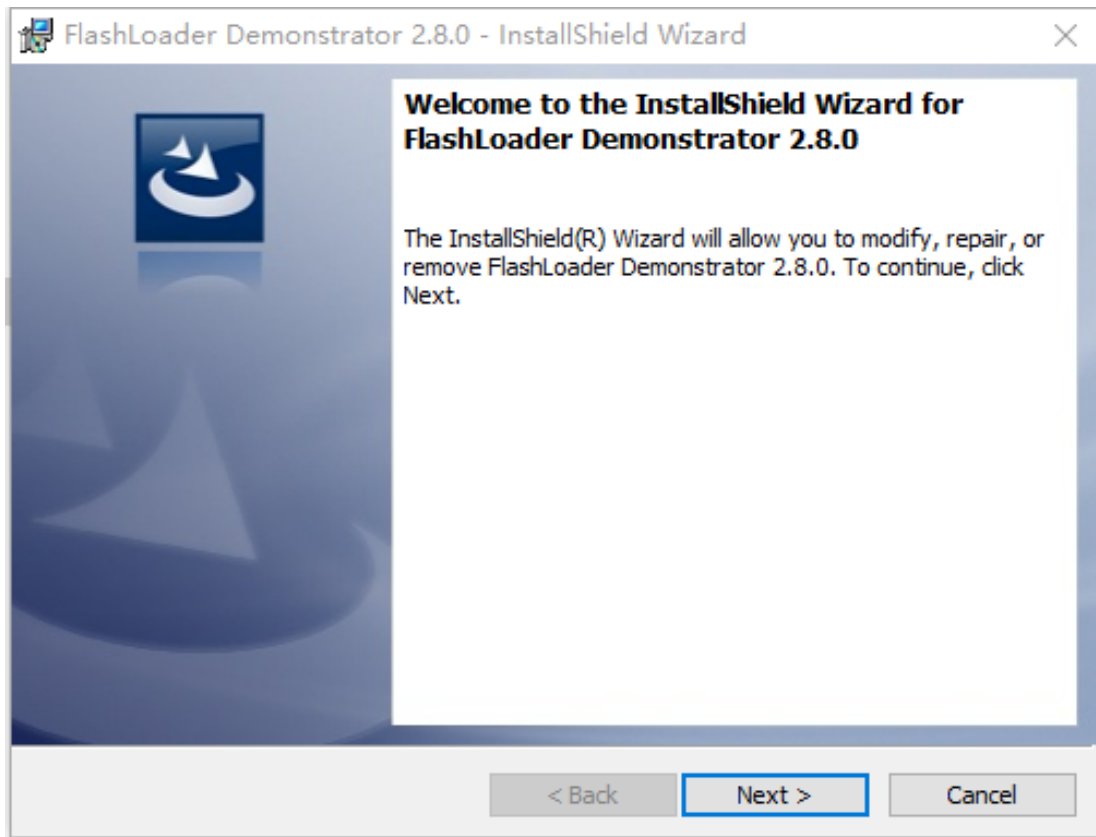 FlashLoader Demonstrator 2.8.0 - InstallShield Wizard
Welcome to the InstallShield Wizard for
FlashLoader Demonstrator 2.8.0
The InstallShield(R) Wizard will allow you to modify, repair, or
remove FlashLoader Demonstrator 2.8.0. To continue, click
Next.
< Back
Next >
Cancel